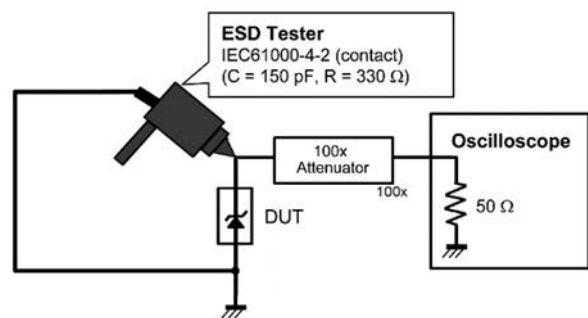 ESD Tester
IEC61000-4-2 (contact)
(C = 150 pF, R = 330 Ω)
100x
Attenuator
100x
Oscilloscope
50 Ω
DUT